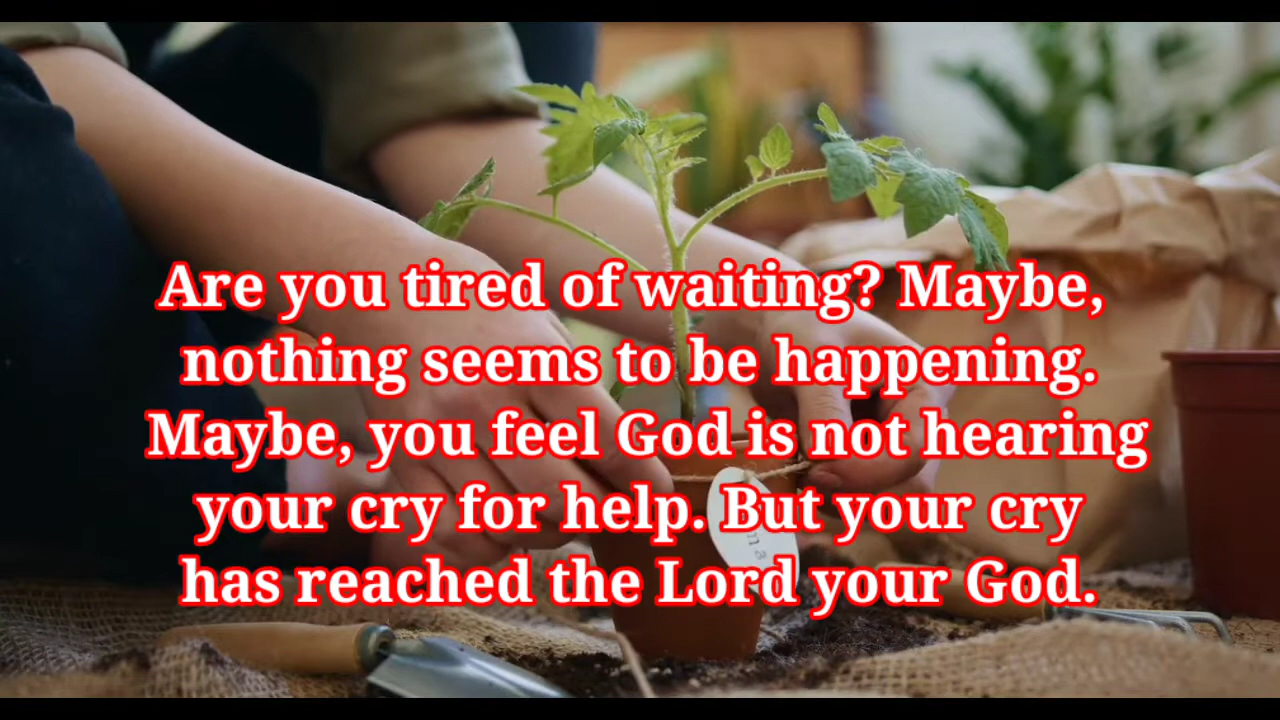 Are you tired of waiting? Maybe,
nothing seems to be happening.
Maybe, you feel God is not hearing
your cry for help. But your cry
has reached the Lord your God.